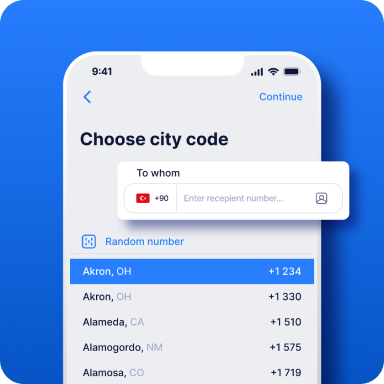 9:41
Continue
Choose city code
To whom
+90 Enter recepient number...
Random number
Akron, OH +1 234
Akron, OH +1 330
Alameda, CA +1 510
Alamogordo, NM +1 575
Alamosa, CO +1 719